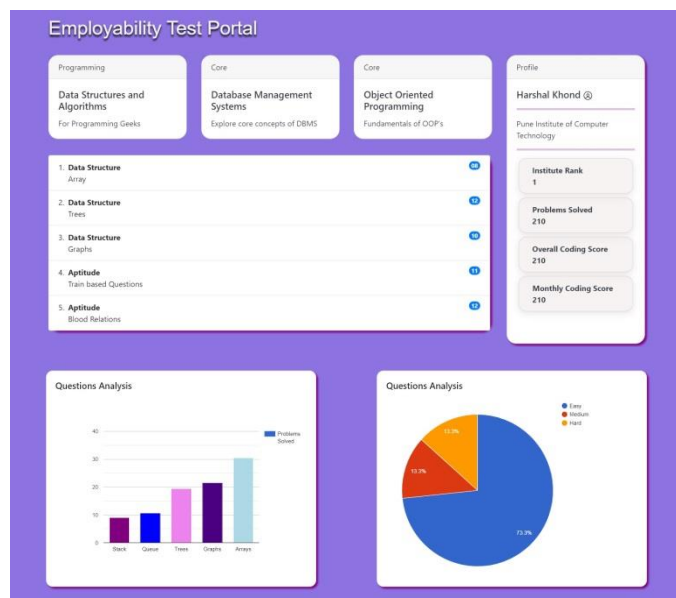 Employability Test Portal
Programming
Data Structures and
Algorithms
For Programming Geeks
Core
Database Management
Systems
Explore core concepts of DBMS
Core
Object Oriented
Programming
Fundamentals of OOP's
Profile
Harshal Khond
Pune Institute of Computer
Technology
Institute Rank
1
Problems Solved
210
Overall Coding Score
210
Monthly Coding Score
210
1. Data Structure
08
Array
2. Data Structure
12
Trees
3. Data Structure
10
Graphs
4. Aptitude
11
Train based Questions
5. Aptitude
12
Blood Relations
Questions Analysis
40
30
20
10
0
Stack Queue Trees Graphs Arrays
Problems
Solved
Questions Analysis
Easy
Medium
Hard
13.3%
13.3%
73.3%